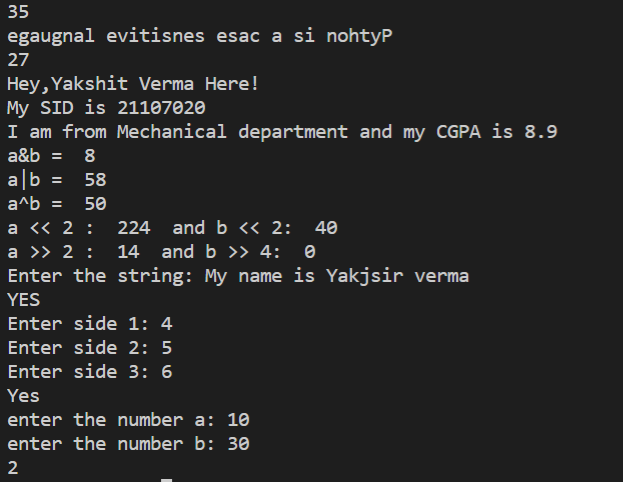 35
egaugnal evitisnes esac a si nohtyP
27
Hey,Yakshit Verma Here!
My SID is 21107020
I am from Mechanical department and my CGPA is 8.9
a&b =  8
a|b =  58
a^b =  50
a << 2 :  224  and b << 2:  40
a >> 2 :  14  and b >> 4:  0
Enter the string: My name is Yakjsir verma
YES
Enter side 1: 4
Enter side 2: 5
Enter side 3: 6
Yes
enter the number a: 10
enter the number b: 30
2